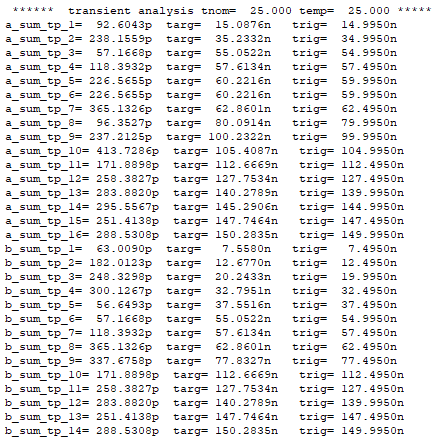 ****** transient analysis tnom= 25.000 temp= 25.000 *****
a_sum_tp_1= 92.6043p targ= 15.0876n trig= 14.9950n
a_sum_tp_2= 238.1559p targ= 35.2332n trig= 34.9950n
a_sum_tp_3= 57.1668p targ= 55.0522n trig= 54.9950n
a_sum_tp_4= 118.3932p targ= 57.6134n trig= 57.4950n
a_sum_tp_5= 226.5655p targ= 60.2216n trig= 59.9950n
a_sum_tp_6= 226.1559p targ= 60.2216n trig= 59.9950n
a_sum_tp_7= 365.1326p targ= 62.8601n trig= 62.4950n
a_sum_tp_8= 96.3527p targ= 80.0914n trig= 79.9950n
a_sum_tp_9= 237.2125p targ= 100.2322n trig= 99.9950n
a_sum_tp_10= 413.7286p targ= 105.4087n trig= 104.9950n
a_sum_tp_11= 171.8898p targ= 112.6669n trig= 112.4950n
a_sum_tp_12= 258.3827p targ= 127.7534n trig= 127.4950n
a_sum_tp_13= 283.8820p targ= 140.2789n trig= 139.9950n
a_sum_tp_14= 295.5567p targ= 145.2906n trig= 144.9950n
a_sum_tp_15= 251.4138p targ= 147.7464n trig= 147.4950n
a_sum_tp_16= 288.5308p targ= 150.2835n trig= 149.9950n
b_sum_tp_1= 63.0090p targ= 7.5580n trig= 7.4950n
b_sum_tp_2= 182.0123p targ= 12.6770n trig= 12.4950n
b_sum_tp_3= 248.3298p targ= 20.2433n trig= 19.9950n
b_sum_tp_4= 300.1267p targ= 32.7951n trig= 32.4950n
b_sum_tp_5= 56.6493p targ= 37.5516n trig= 37.4950n
b_sum_tp_6= 57.1668p targ= 55.0522n trig= 54.9950n
b_sum_tp_7= 118.3932p targ= 57.6134n trig= 57.4950n
b_sum_tp_8= 365.1326p targ= 62.8601n trig= 62.4950n
b_sum_tp_9= 337.6758p targ= 77.8327n trig= 77.4950n
b_sum_tp_10= 171.8898p targ= 112.6669n trig= 112.4950n
b_sum_tp_11= 258.3827p targ= 127.7534n trig= 127.4950n
b_sum_tp_12= 283.8820p targ= 140.2789n trig= 139.9950n
b_sum_tp_13= 251.4138p targ= 147.7464n trig= 147.4950n
b_sum_tp_14= 288.5308p targ= 150.2835n trig= 149.9950n